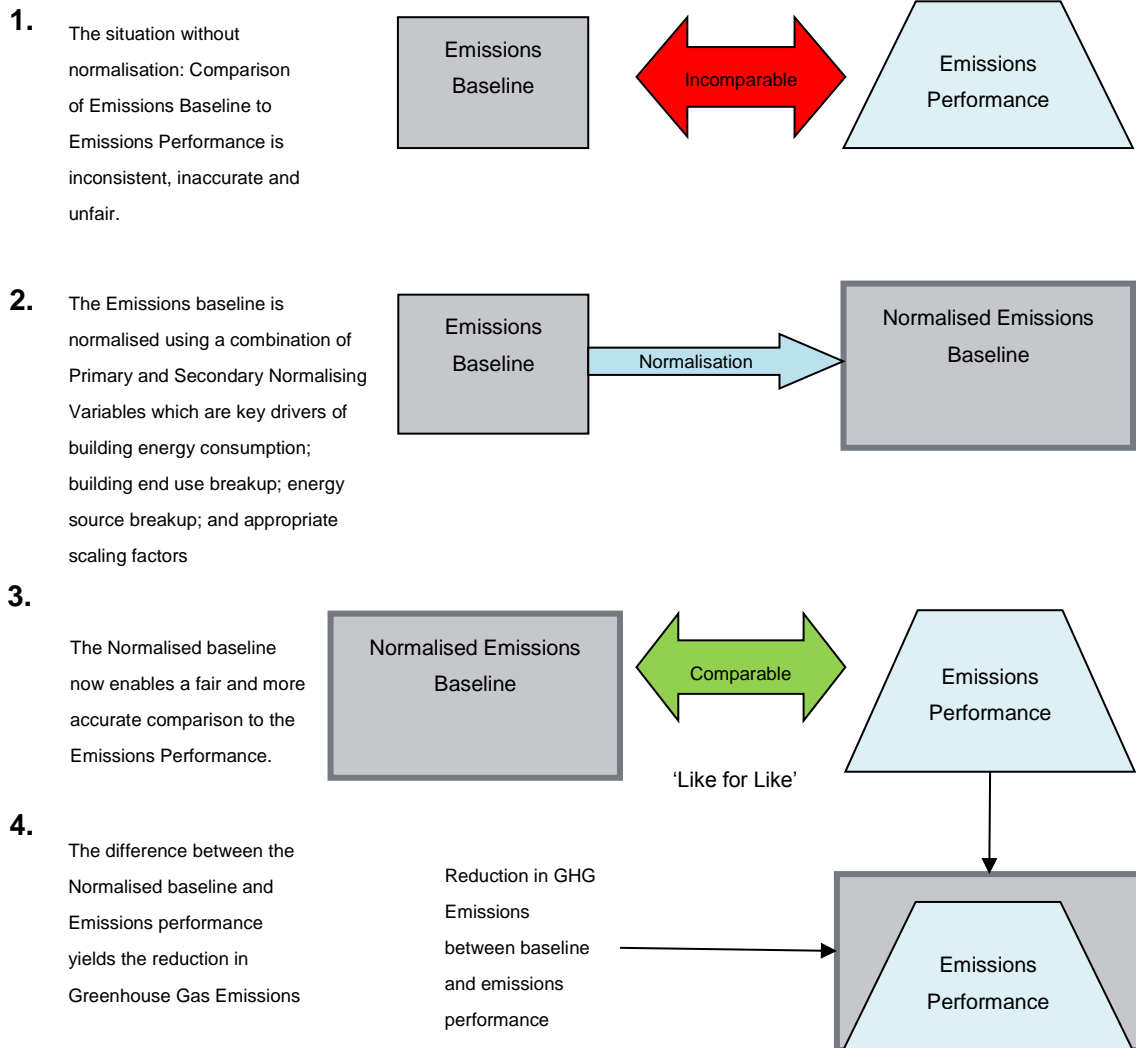 1.
The situation without
normalisation: Comparison
of Emissions Baseline to
Emissions Performance is
inconsistent, inaccurate and
unfair.
Emissions
Baseline
Incomparable
Emissions
Performance
2.
The Emissions baseline is
normalised using a combination of
Primary and Secondary Normalising
Variables which are key drivers of
building energy consumption;
building end use breakup; energy
source breakup; and appropriate
scaling factors
Emissions
Baseline
Normalisation
Normalised Emissions
Baseline
3.
The Normalised baseline
now enables a fair and more
accurate comparison to the
Emissions Performance.
Normalised Emissions
Baseline
Comparable
‘Like for Like’
Emissions
Performance
4.
The difference between the
Normalised baseline and
Emissions performance
yields the reduction in
Greenhouse Gas Emissions
Reduction in GHG
Emissions
between baseline
and emissions
performance
Emissions
Performance